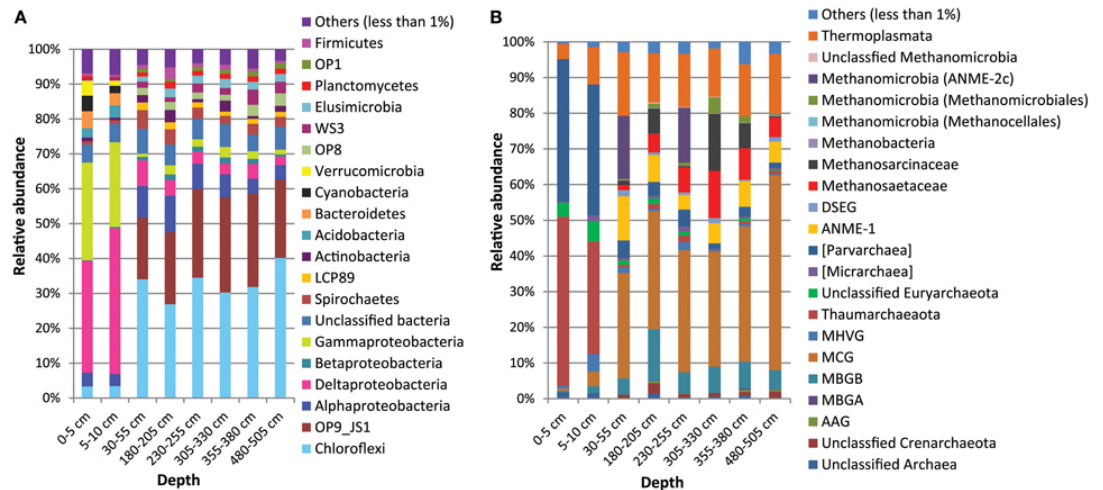 A
Relative abundance
100%
90%
80%
70%
60%
50%
40%
30%
20%
10%
0%
0-5 cm
5-10 cm
30-55 cm
180-205 cm
230-255 cm
305-330 cm
355-380 cm
480-505 cm
Depth
Others (less than 1%)
Firmicutes
OP1
Planctomycetes
Elusimicrobia
WS3
OP8
Verrucomicrobia
Cyanobacteria
Bacteroidetes
Acidobacteria
Actinobacteria
LCP89
Spirochaetes
Unclassified bacteria
Gammaproteobacteria
Betaproteobacteria
Deltaproteobacteria
Alphaproteobacteria
OP9_JS1
Chloroflexi
B
Relative abundance
100%
90%
80%
70%
60%
50%
40%
30%
20%
10%
0%
0-5 cm
5-10 cm
30-55 cm
180-205 cm
230-255 cm
305-330 cm
355-380 cm
480-505 cm
Depth
Others (less than 1%)
Thermoplasmata
Unclassfied Methanomicrobia
Methanomicrobia (ANME-2c)
Methanomicrobia (Methanomicrobiales)
Methanomicrobia (Methanocellales)
Methanobacteria
Methanosarcinaceae
Methanosaetaceae
DSEG
ANME-1
[Parvarchaea]
[Micrarchaea]
Unclassified Euryarchaeota
Thaumarchaeaota
MHVG
MCG
MBGB
MBGA
AAG
Unclassfied Crenarchaeota
Unclassified Archaea